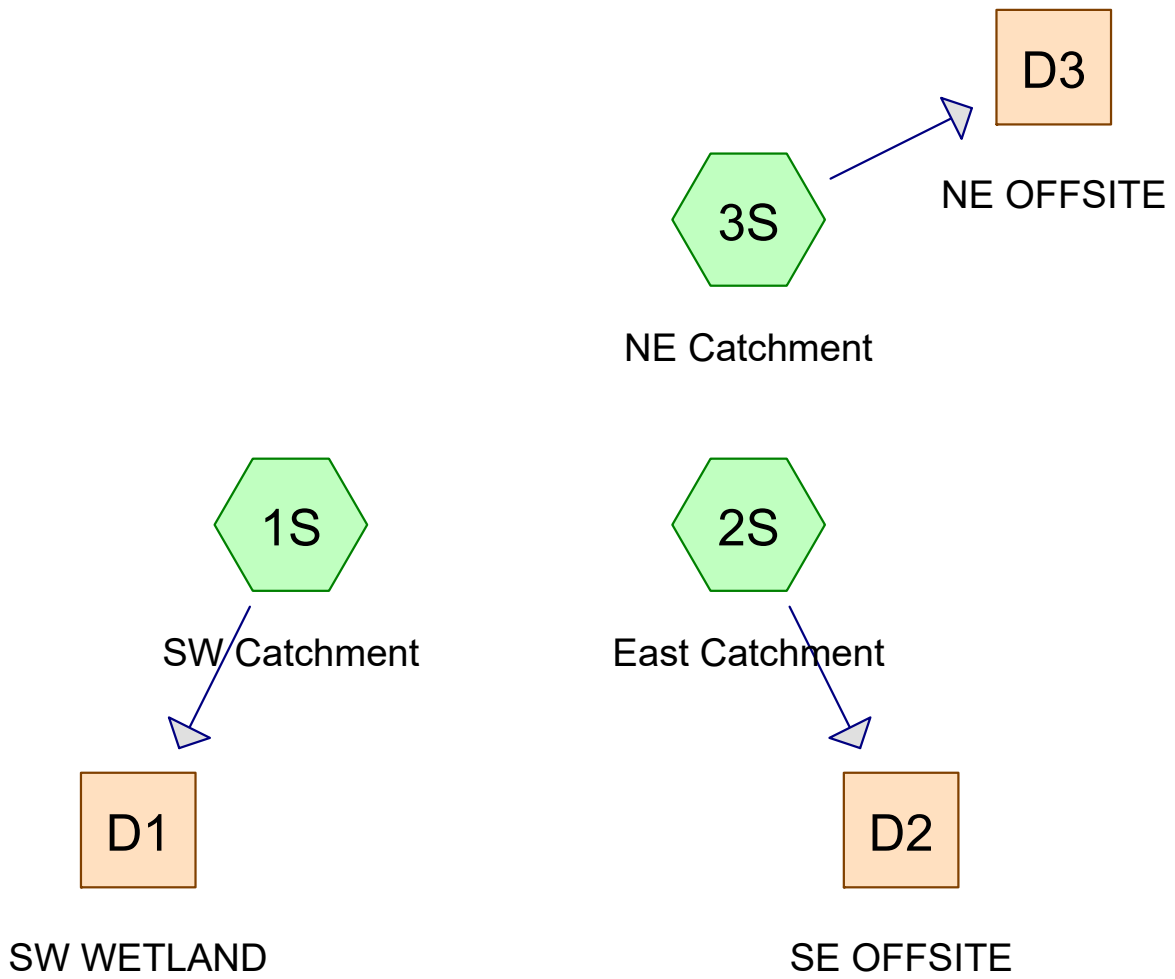 D3
NE OFFSITE
3S
NE Catchment
1S
SW Catchment
2S
East Catchment
D1
SW WETLAND
D2
SE OFFSITE